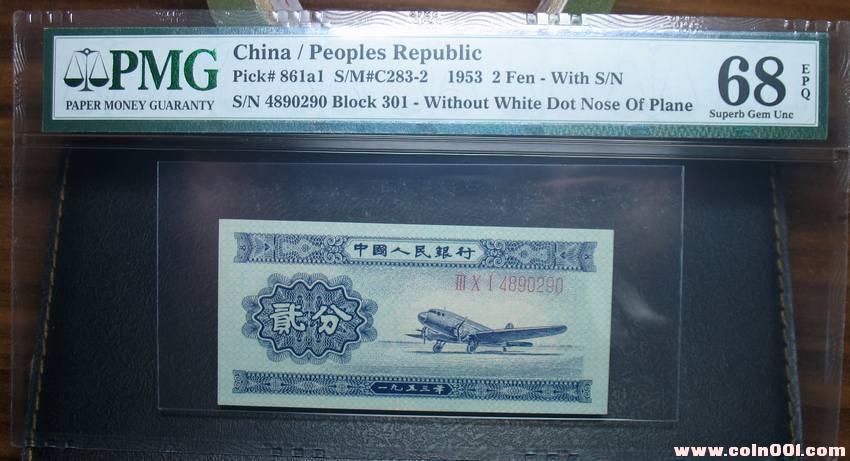 PMG
PAPER MONEY GUARANTY
China / Peoples Republic
Pick# 861a1 S/M#C283-2 1953 2 Fen - With S/N
S/N 4890290 Block 301 - Without White Dot Nose Of Plane
68
EPQ
Superb Gem Unc
中國人民銀行
III X I 4890290
貳分
一九五三年
www.coin001.com